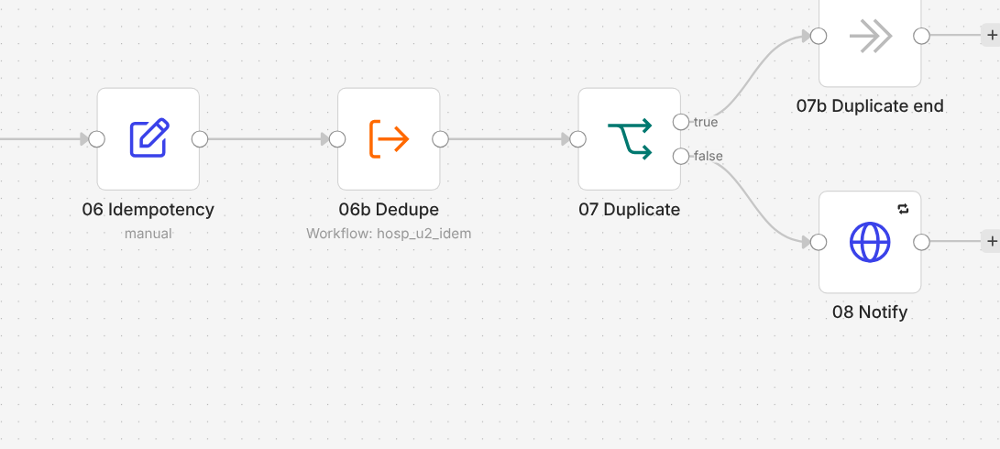 true
07b Duplicate end
false
06 Idempotency
manual
06b Dedupe
Workflow: hosp_u2_idem
07 Duplicate
08 Notify